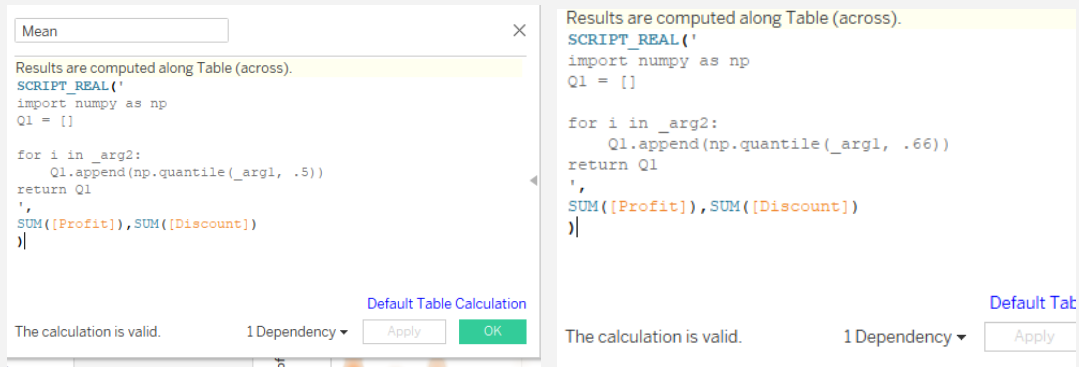 Mean
Results are computed along Table (across).
SCRIPT_REAL('
import numpy as np
Q1 = []
for i in _arg2:
    Q1.append(np.quantile(_arg1, .5))
return Q1
',
SUM([Profit]),SUM([Discount])
)
Default Table Calculation
The calculation is valid.
1 Dependency
Apply
OK
Results are computed along Table (across).
SCRIPT_REAL('
import numpy as np
Q1 = []
for i in _arg2:
    Q1.append(np.quantile(_arg1, .66))
return Q1
',
SUM([Profit]),SUM([Discount])
)
Default Tab
The calculation is valid.
1 Dependency
Apply